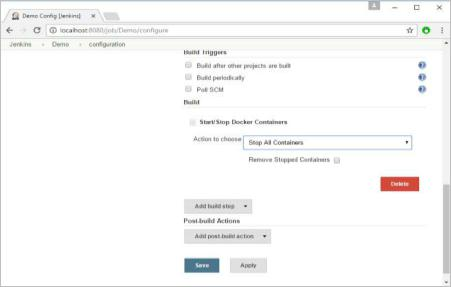 Demo Config [Jenkins]
localhost:8080/job/Demo/configure
Jenkins Demo configuration
Build Triggers
Build after other projects are built
Build periodically
Poll SCM
Build
Start/Stop Docker Containers
Action to choose Stop All Containers
Remove Stopped Containers
Delete
Add build step
Post-build Actions
Add post-build action
Save Apply